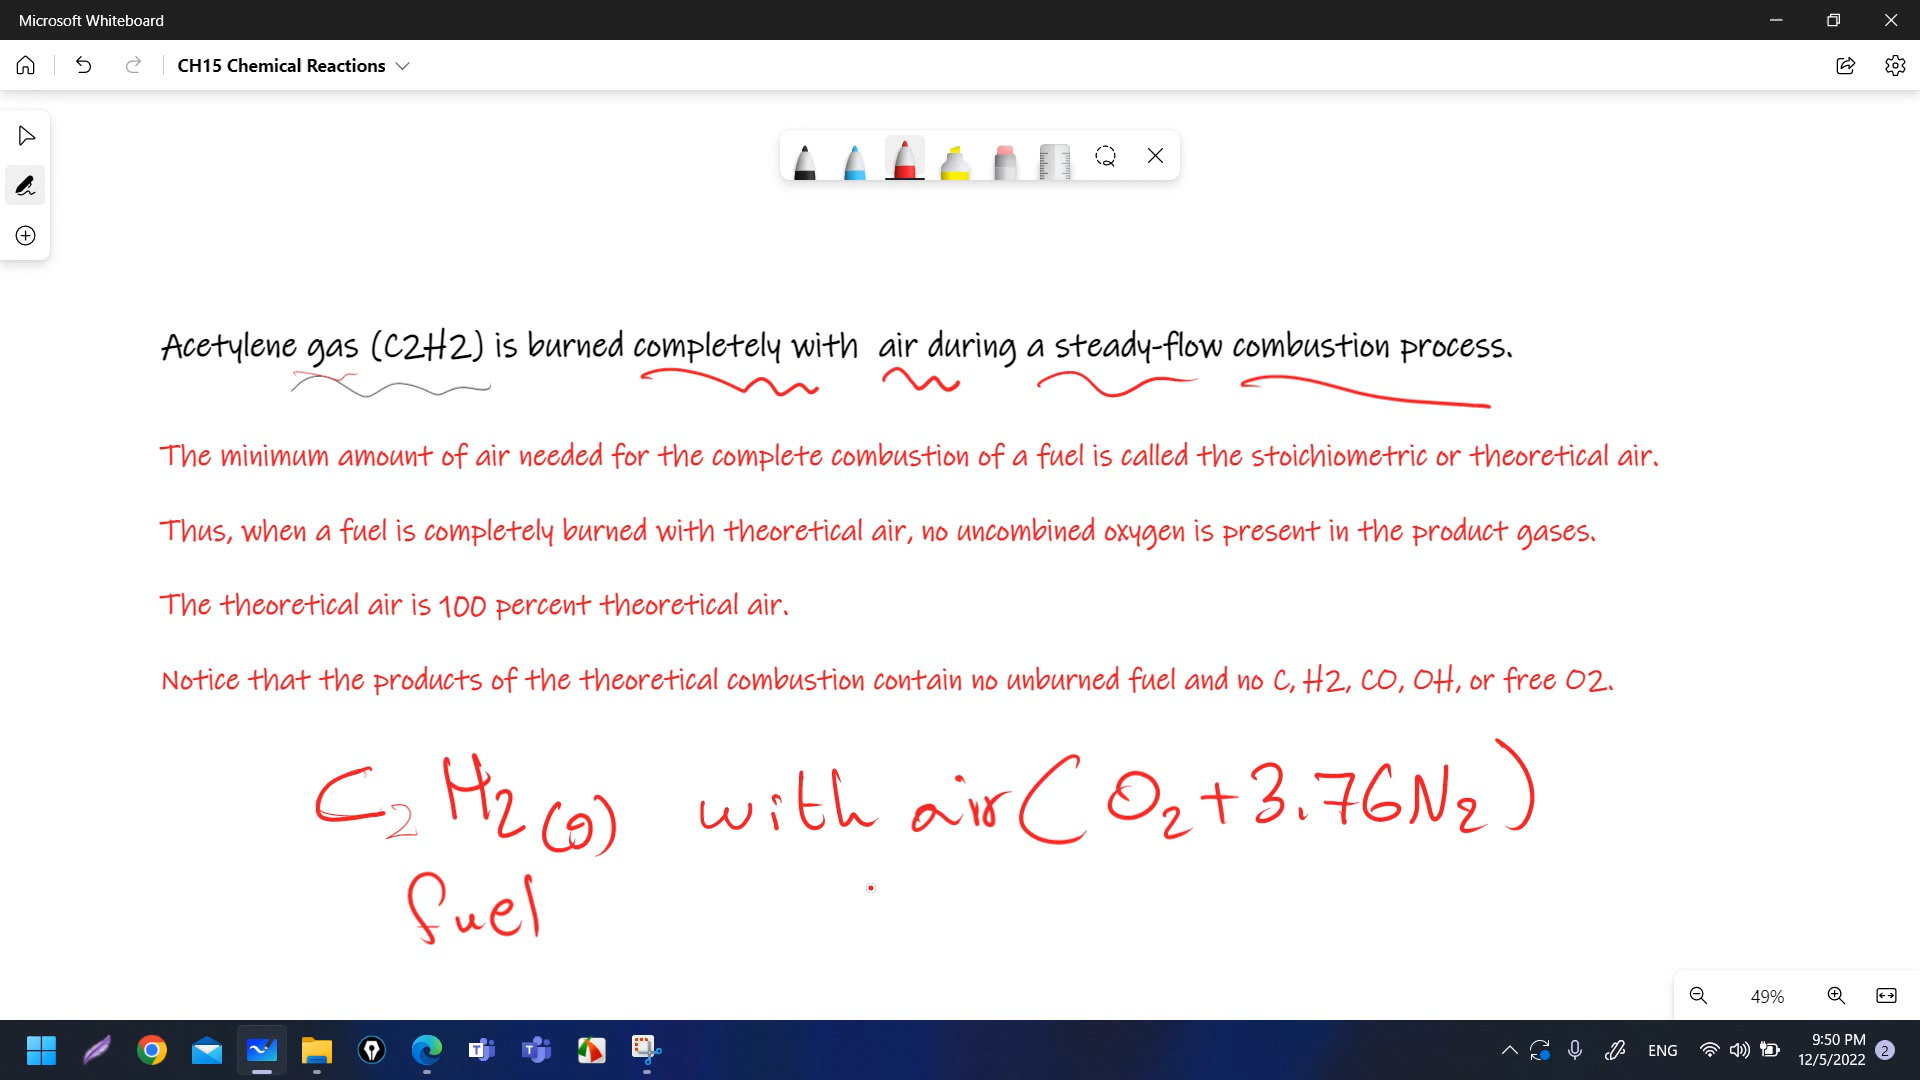 Microsoft Whiteboard
CH15 Chemical Reactions
Acetylene gas (C2H2) is burned completely with air during a steady-flow combustion process.
The minimum amount of air needed for the complete combustion of a fuel is called the stoichiometric or theoretical air.
Thus, when a fuel is completely burned with theoretical air, no uncombined oxygen is present in the product gases.
The theoretical air is 100 percent theoretical air.
Notice that the products of the theoretical combustion contain no unburned fuel and no C, H2, CO, OH, or free O2.
C₂H₂(g) with air (O₂+3.76N₂)
fuel
49%
ENG
9:50 PM
12/5/2022
2